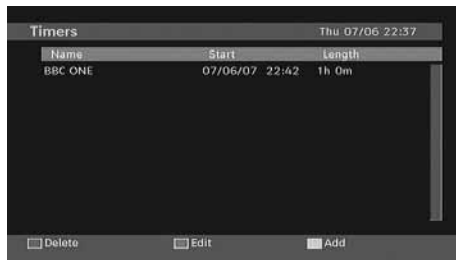 Timers Thu 07/06 22:37
Name Start Length
BBC ONE 07/06/07 22:42 1h 0m
Delete Edit Add